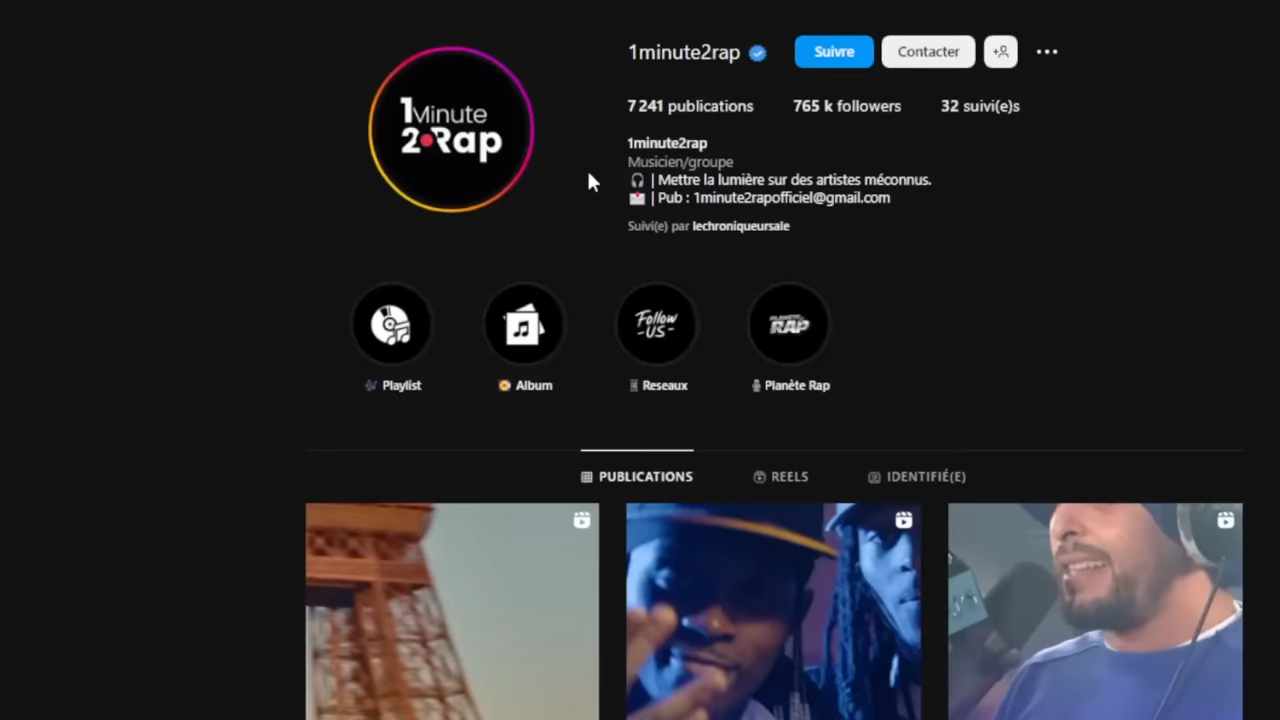 1Minute
2Rap
1minute2rap
Suivre
Contacter
7 241 publications
765 k followers
32 suivi(e)s
1minute2rap
Musicien/groupe
| Mettre la lumière sur des artistes méconnus.
| Pub : 1minute2rapofficiel@gmail.com
Suivi(e) par lechroniqueursale
Follow
-US-
PLANÈTE
RAP
Playlist
Album
Reseaux
Planète Rap
PUBLICATIONS
REELS
IDENTIFIÉ(E)